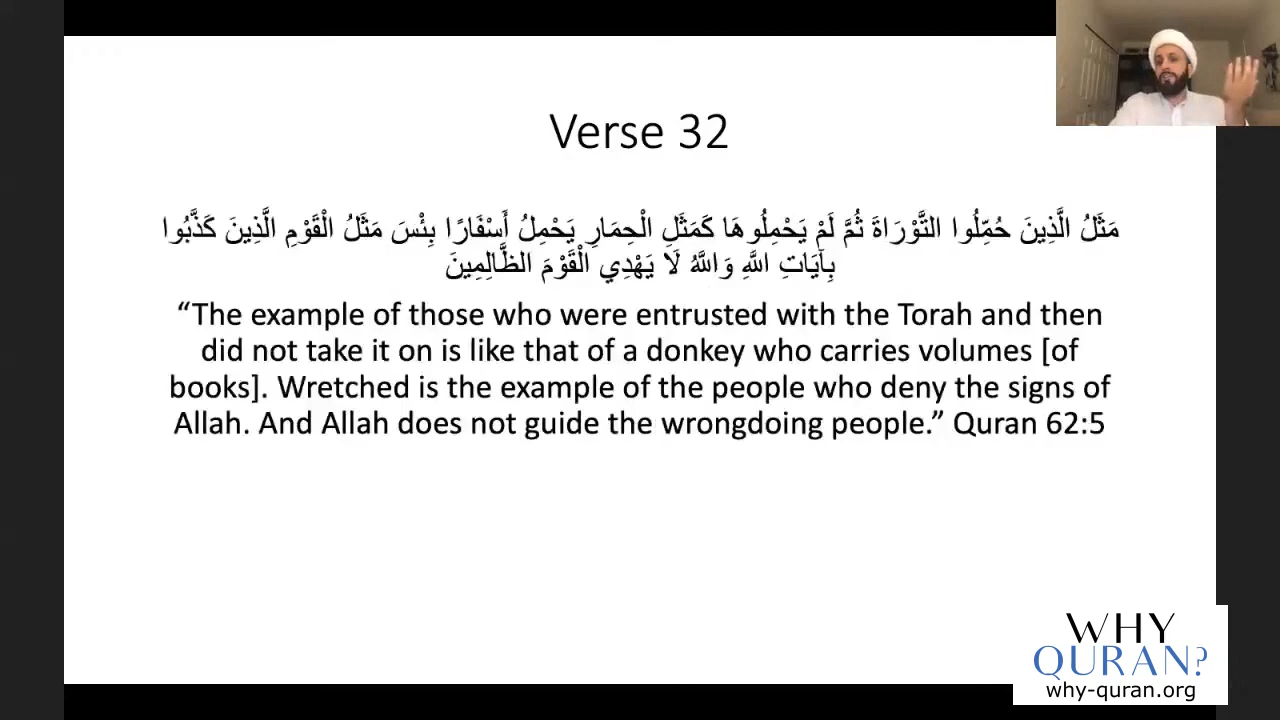 Verse 32
مَثَلُ الَّذِينَ حُمِّلُوا التَّوْرَاةَ ثُمَّ لَمْ يَحْمِلُوهَا كَمَثَلِ الْحِمَارِ يَحْمِلُ أَسْفَارًا بِئْسَ مَثَلُ الْقَوْمِ الَّذِينَ كَذَّبُوا
بِآيَاتِ اللَّهِ وَاللَّهُ لَا يَهْدِي الْقَوْمَ الظَّالِمِينَ
“The example of those who were entrusted with the Torah and then
did not take it on is like that of a donkey who carries volumes [of
books]. Wretched is the example of the people who deny the signs of
Allah. And Allah does not guide the wrongdoing people.” Quran 62:5
WHY
QURAN?
why-quran.org